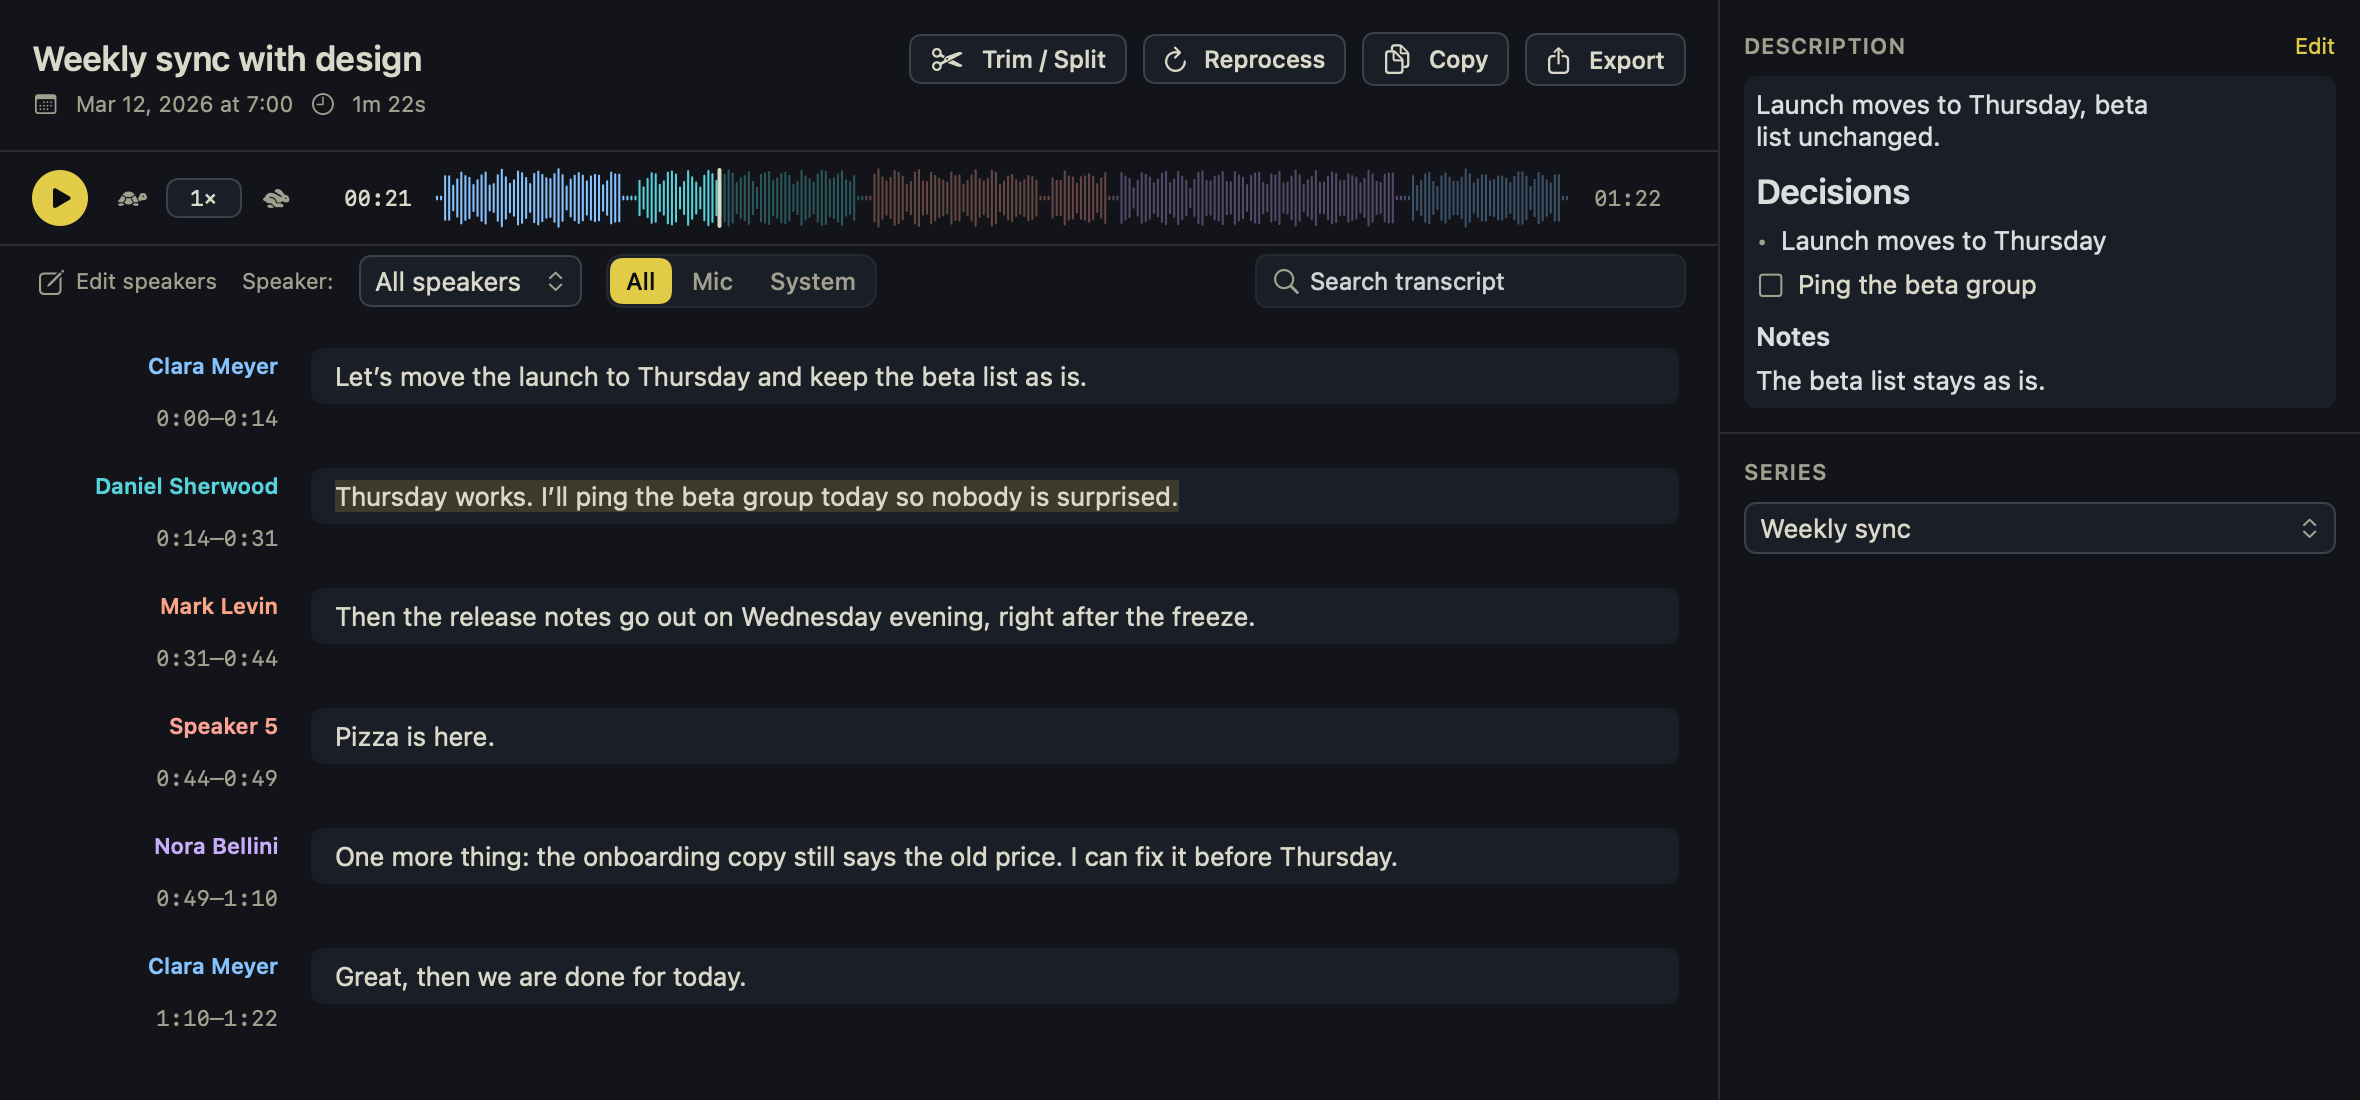 Weekly sync with design
Mar 12, 2026 at 7:00 1m 22s
Trim / Split Reprocess Copy Export
1× 00:21 01:22
Edit speakers Speaker: All speakers All Mic System Search transcript
Clara Meyer
0:00–0:14
Let’s move the launch to Thursday and keep the beta list as is.
Daniel Sherwood
0:14–0:31
Thursday works. I’ll ping the beta group today so nobody is surprised.
Mark Levin
0:31–0:44
Then the release notes go out on Wednesday evening, right after the freeze.
Speaker 5
0:44–0:49
Pizza is here.
Nora Bellini
0:49–1:10
One more thing: the onboarding copy still says the old price. I can fix it before Thursday.
Clara Meyer
1:10–1:22
Great, then we are done for today.
DESCRIPTION Edit
Launch moves to Thursday, beta
list unchanged.
Decisions
• Launch moves to Thursday
Ping the beta group
Notes
The beta list stays as is.
SERIES
Weekly sync